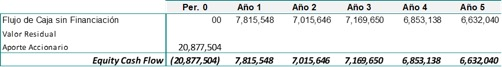 Per. 0 Año 1 Año 2 Año 3 Año 4 Año 5
Flujo de Caja sin Financiación 00 7,815,548 7,015,646 7,169,650 6,853,138 6,632,040
Valor Residual
Aporte Accionario 20,877,504
Equity Cash Flow (20,877,504) 7,815,548 7,015,646 7,169,650 6,853,138 6,632,040